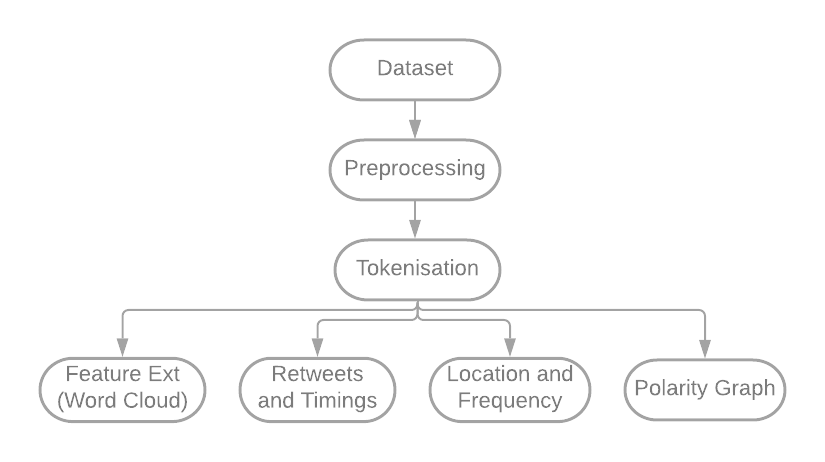 Dataset
Preprocessing
Tokenisation
Feature Ext
(Word Cloud)
Retweets
and Timings
Location and
Frequency
Polarity Graph